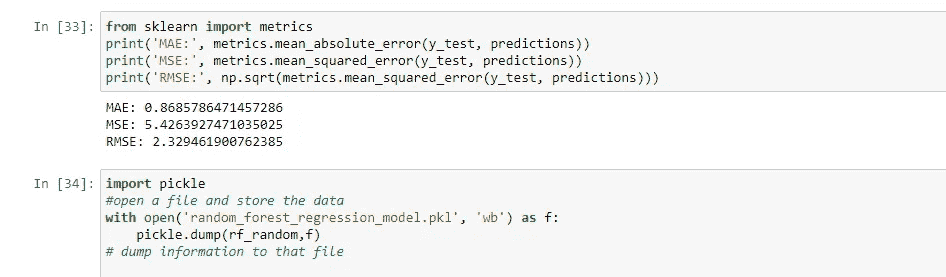 In [33]: from sklearn import metrics
print('MAE:', metrics.mean_absolute_error(y_test, predictions))
print('MSE:', metrics.mean_squared_error(y_test, predictions))
print('RMSE:', np.sqrt(metrics.mean_squared_error(y_test, predictions)))
MAE: 0.8685786471457286
MSE: 5.4263927471035025
RMSE: 2.329461900762385
In [34]: import pickle
#open a file and store the data
with open('random_forest_regression_model.pkl', 'wb') as f:
    pickle.dump(rf_random,f)
# dump information to that file